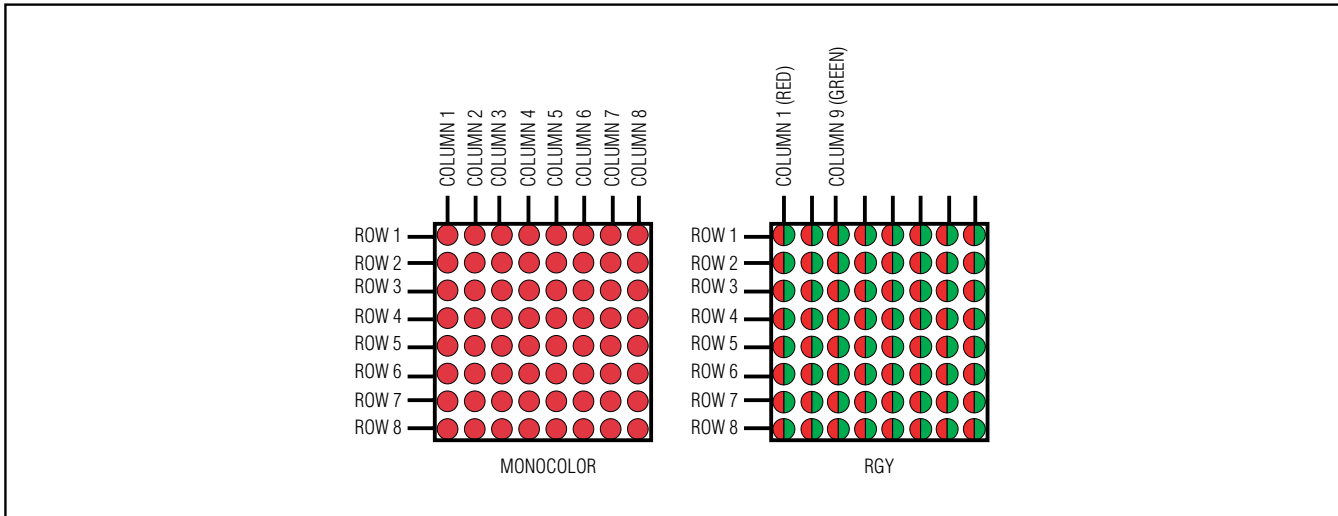 COLUMN 1
COLUMN 2
COLUMN 3
COLUMN 4
COLUMN 5
COLUMN 6
COLUMN 7
COLUMN 8
ROW 1
ROW 2
ROW 3
ROW 4
ROW 5
ROW 6
ROW 7
ROW 8
MONOCOLOR
COLUMN 1 (RED)
COLUMN 9 (GREEN)
ROW 1
ROW 2
ROW 3
ROW 4
ROW 5
ROW 6
ROW 7
ROW 8
RGY